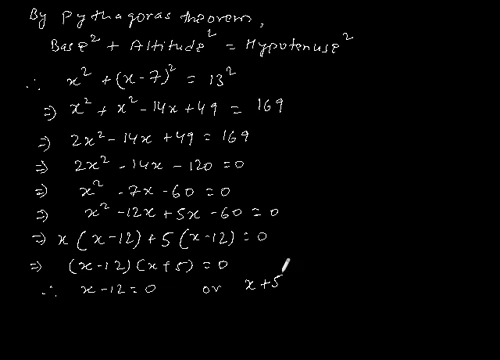 By Pythagoras theorem,
Base² + Altitude² = Hypotenuse²
∴ x² + (x-7)² = 13²
=) x² + x² - 14x + 49 = 169
=) 2x² - 14x + 49 = 169
=) 2x² - 14x - 120 = 0
=) x² - 7x - 60 = 0
=) x² - 12x + 5x - 60 = 0
=) x(x-12) + 5(x-12) = 0
=) (x-12)(x+5) = 0
∴ x - 12 = 0 or x + 5